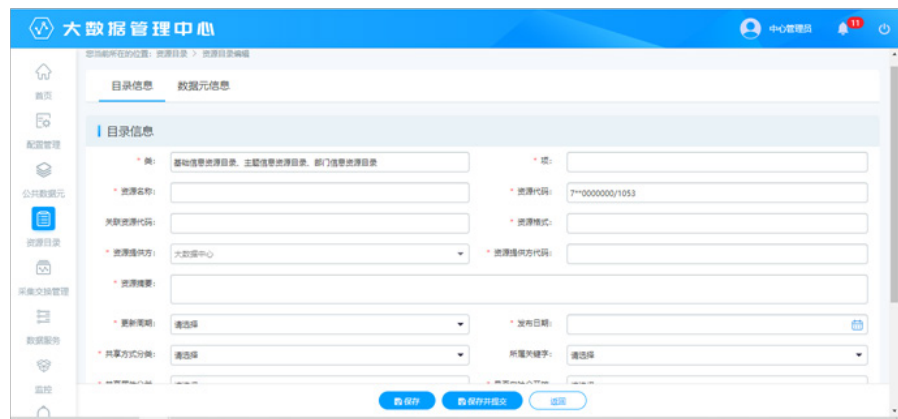 大数据管理中心
中心管理员
11
您当前所在的位置：资源目录 > 资源目录编辑
首页
配置管理
公共数据元
资源目录
采集交换管理
数据服务
监控
目录信息 数据元信息
目录信息
* 类： 基础信息资源目录、主题信息资源目录、部门信息资源目录 * 项：
* 资源名称： * 资源代码： 7**0000000/1053
关联资源代码： * 资源格式：
* 资源提供方： 大数据中心 * 资源提供方代码：
* 资源摘要：
* 更新周期： 请选择 * 发布日期：
* 共享方式分类： 请选择 所属关键字： 请选择
保存 保存并提交 返回